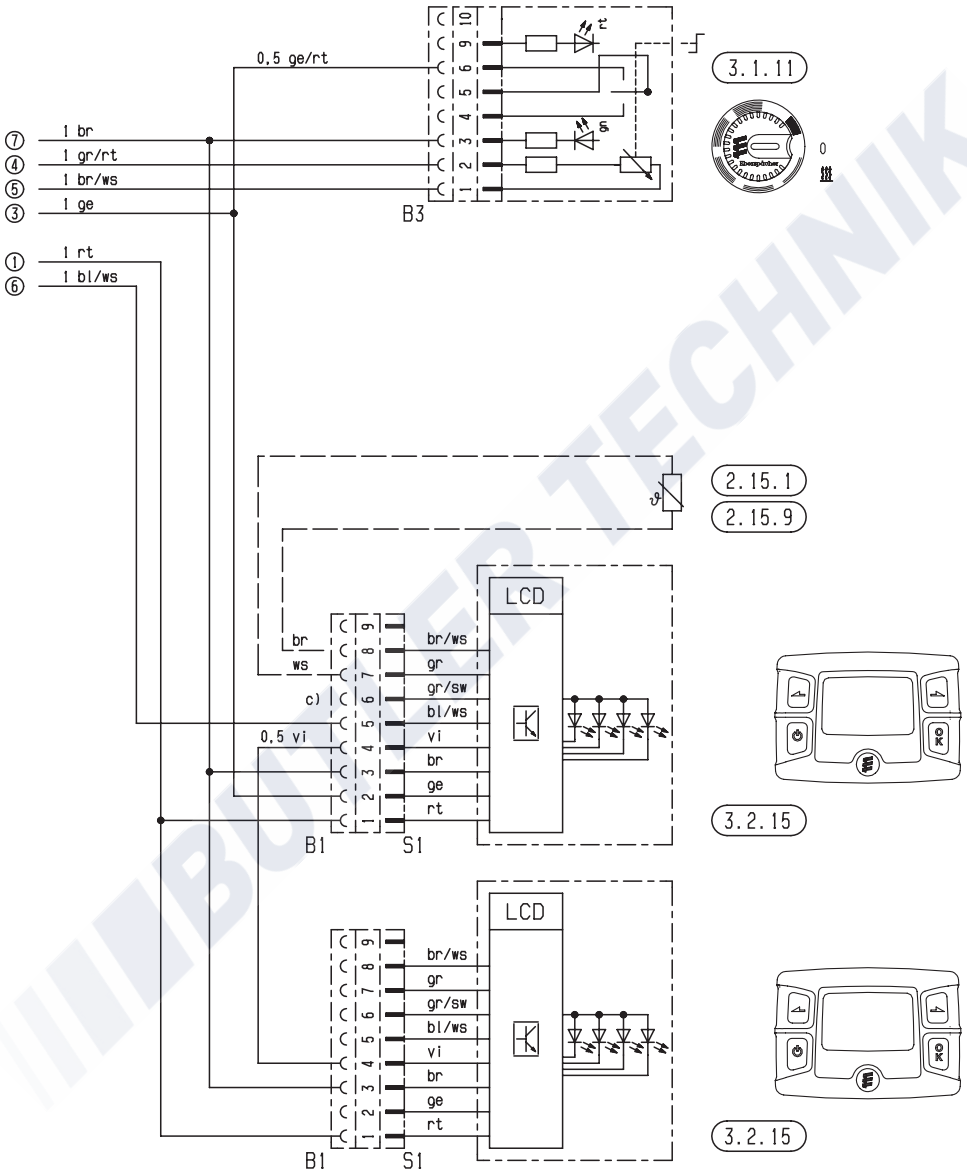 10
9
6
5
4
3
2
1
rt
gn
0,5 ge/rt
3.1.11
Eberspächer
0
⑦ 1 br
④ 1 gr/rt
⑤ 1 br/ws
③ 1 ge
B3
① 1 rt
⑥ 1 bl/ws
ϑ
2.15.1
2.15.9
LCD
9
br 8 br/ws
ws 7 gr
c) 6 gr/sw
5 bl/ws
0,5 vi 4 vi
3 br
2 ge
1 rt
B1 S1
OK
3.2.15
LCD
9
8 br/ws
7 gr
6 gr/sw
5 bl/ws
4 vi
3 br
2 ge
1 rt
B1 S1
OK
3.2.15
BUTLER TECHNIK